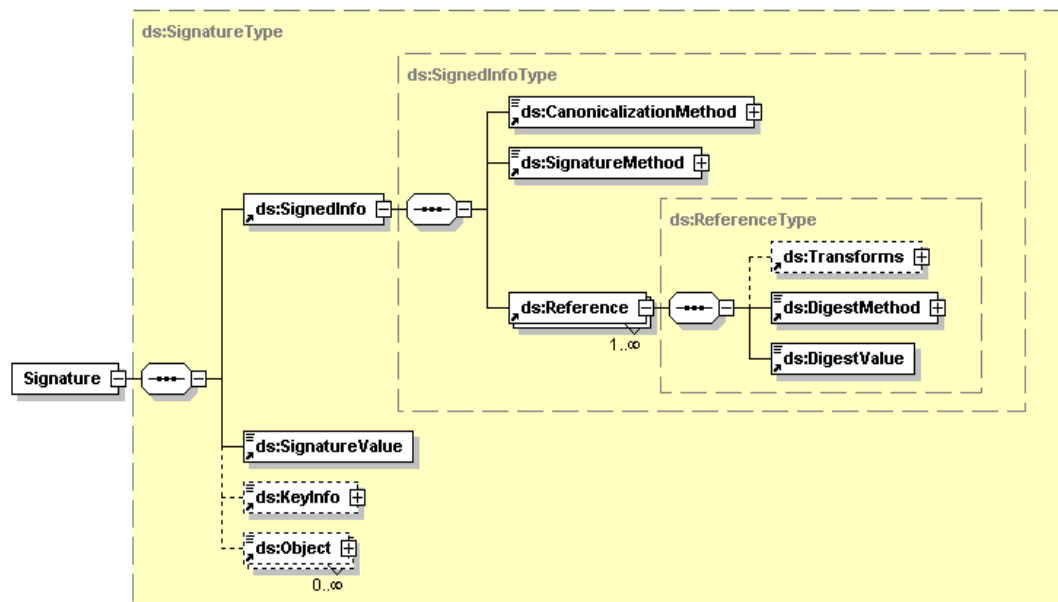 ds:SignatureType
ds:SignedInfoType
ds:CanonicalizationMethod
ds:SignatureMethod
ds:SignedInfo
ds:ReferenceType
ds:Transforms
ds:Reference
ds:DigestMethod
1..∞
ds:DigestValue
Signature
ds:SignatureValue
ds:KeyInfo
ds:Object
0..∞